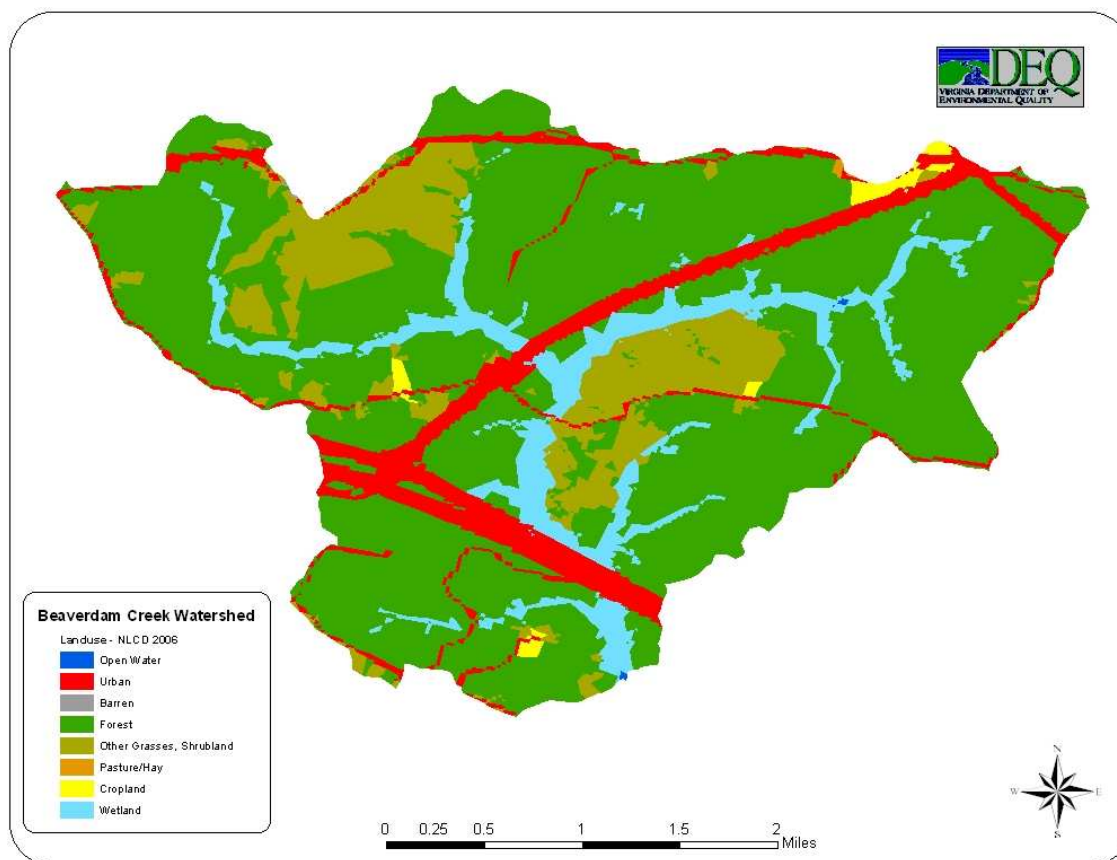 DEQ
VIRGINIA DEPARTMENT OF
ENVIRONMENTAL QUALITY
Beaverdam Creek Watershed
Landuse - NLCD 2006
Open Water
Urban
Barren
Forest
Other Grasses, Shrubland
Pasture/Hay
Cropland
Wetland
N
W E
S
0 0.25 0.5 1 1.5 2
Miles